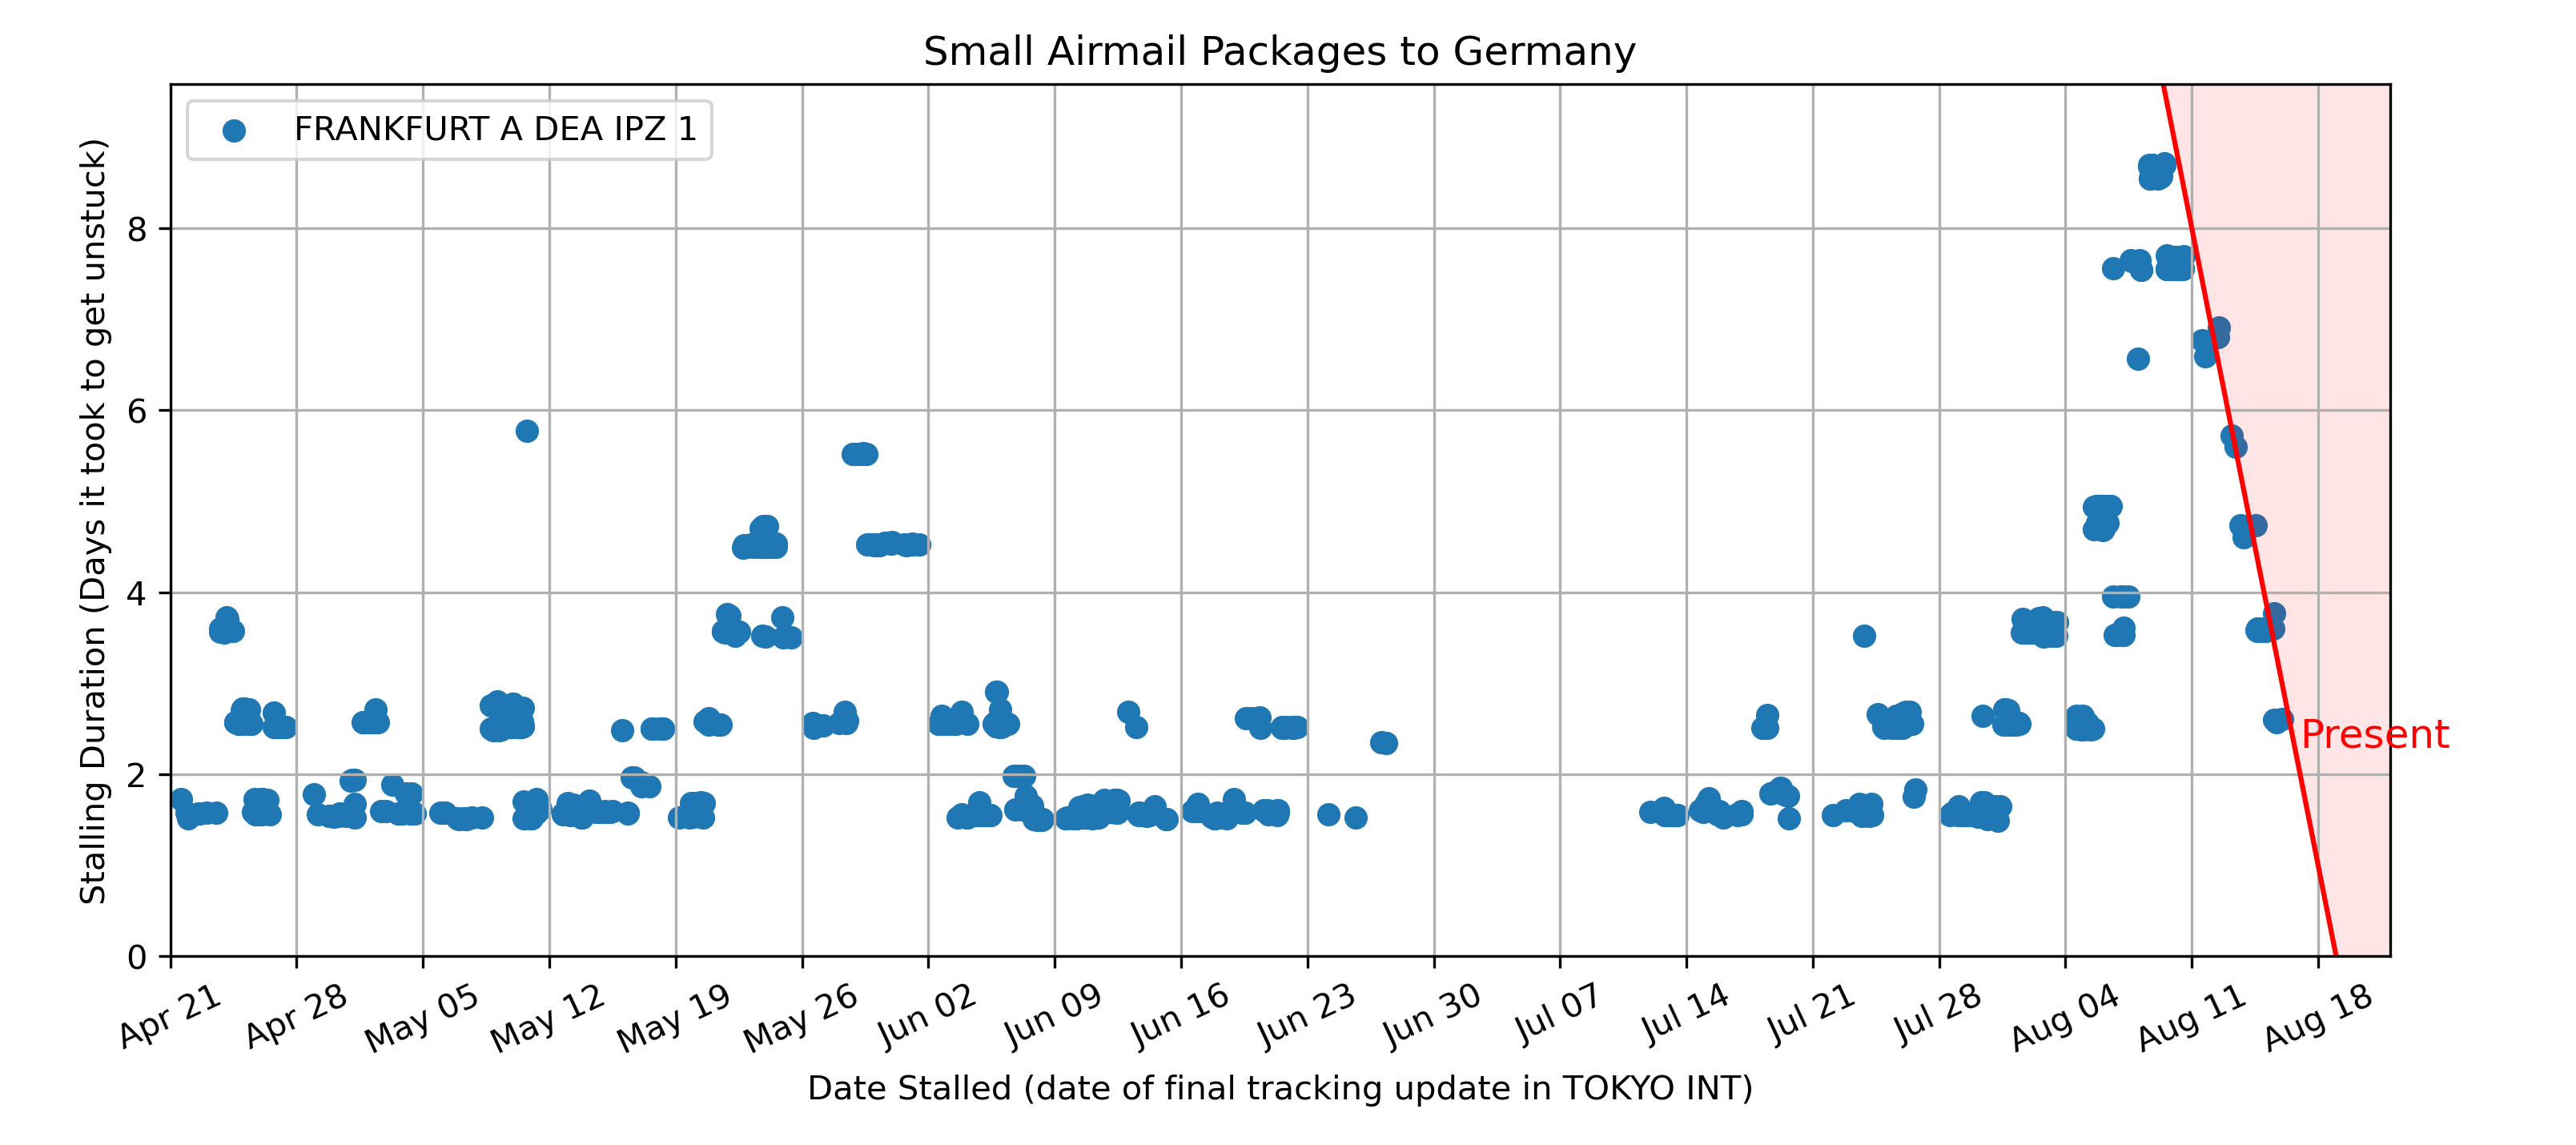 Small Airmail Packages to Germany
FRANKFURT A DEA IPZ 1
Stalling Duration (Days it took to get unstuck)
8
6
4
2
0
Present
Apr 21
Apr 28
May 05
May 12
May 19
May 26
Jun 02
Jun 09
Jun 16
Jun 23
Jun 30
Jul 07
Jul 14
Jul 21
Jul 28
Aug 04
Aug 11
Aug 18
Date Stalled (date of final tracking update in TOKYO INT)